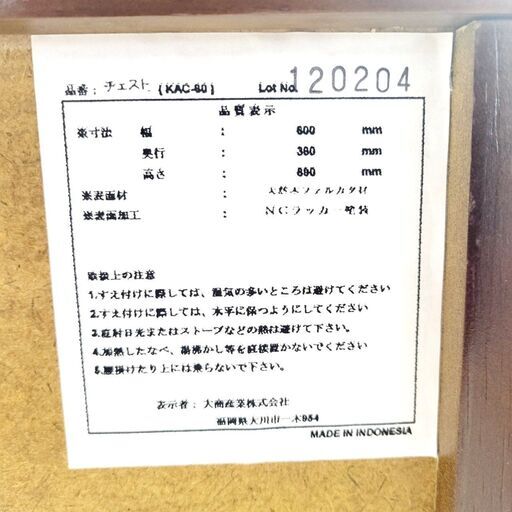 品番： チェスト (KAC-60) Lot No. 120204
品質表示
※寸法 幅 ： 600 mm
奥行 ： 360 mm
高さ ： 890 mm
※表面材 ： 天然木ファルカタ材
※表面加工 ： NCラッカー塗装
取扱上の注意
1.すえ付けに際しては、湿気の多いところは避けてください
2.すえ付けに際しては、水平に保つようにしてください
3.直射日光またはストーブなどの熱は避けて下さい。
4.加熱したなべ、湯沸かし等を直接置かないでください
5.腰掛けたり上には乗らないで下さい。
表示者： 大商産業株式会社
福岡県大川市一木954
MADE IN INDONESIA